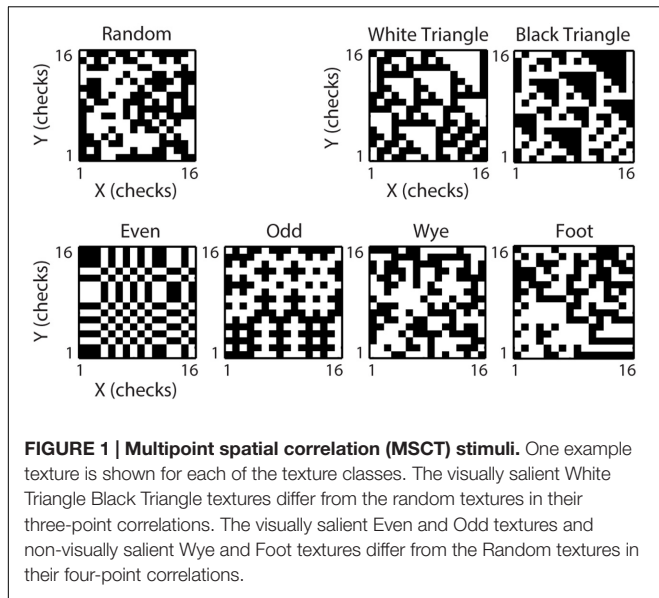 Random
White Triangle
Black Triangle
16
Y (checks)
1
1
16
X (checks)
16
Y (checks)
1
1
16
X (checks)
16
1
1
16
Even
Odd
Wye
Foot
16
Y (checks)
1
1
16
X (checks)
16
1
1
16
16
1
1
16
16
1
1
16
FIGURE 1 | Multipoint spatial correlation (MSCT) stimuli. One example
texture is shown for each of the texture classes. The visually salient White
Triangle Black Triangle textures differ from the random textures in their
three-point correlations. The visually salient Even and Odd textures and
non-visually salient Wye and Foot textures differ from the Random textures in
their four-point correlations.